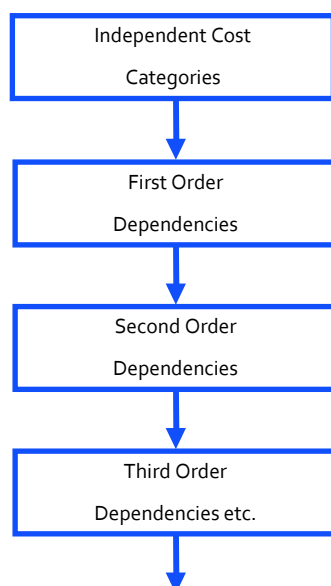 Independent Cost
Categories
First Order
Dependencies
Second Order
Dependencies
Third Order
Dependencies etc.